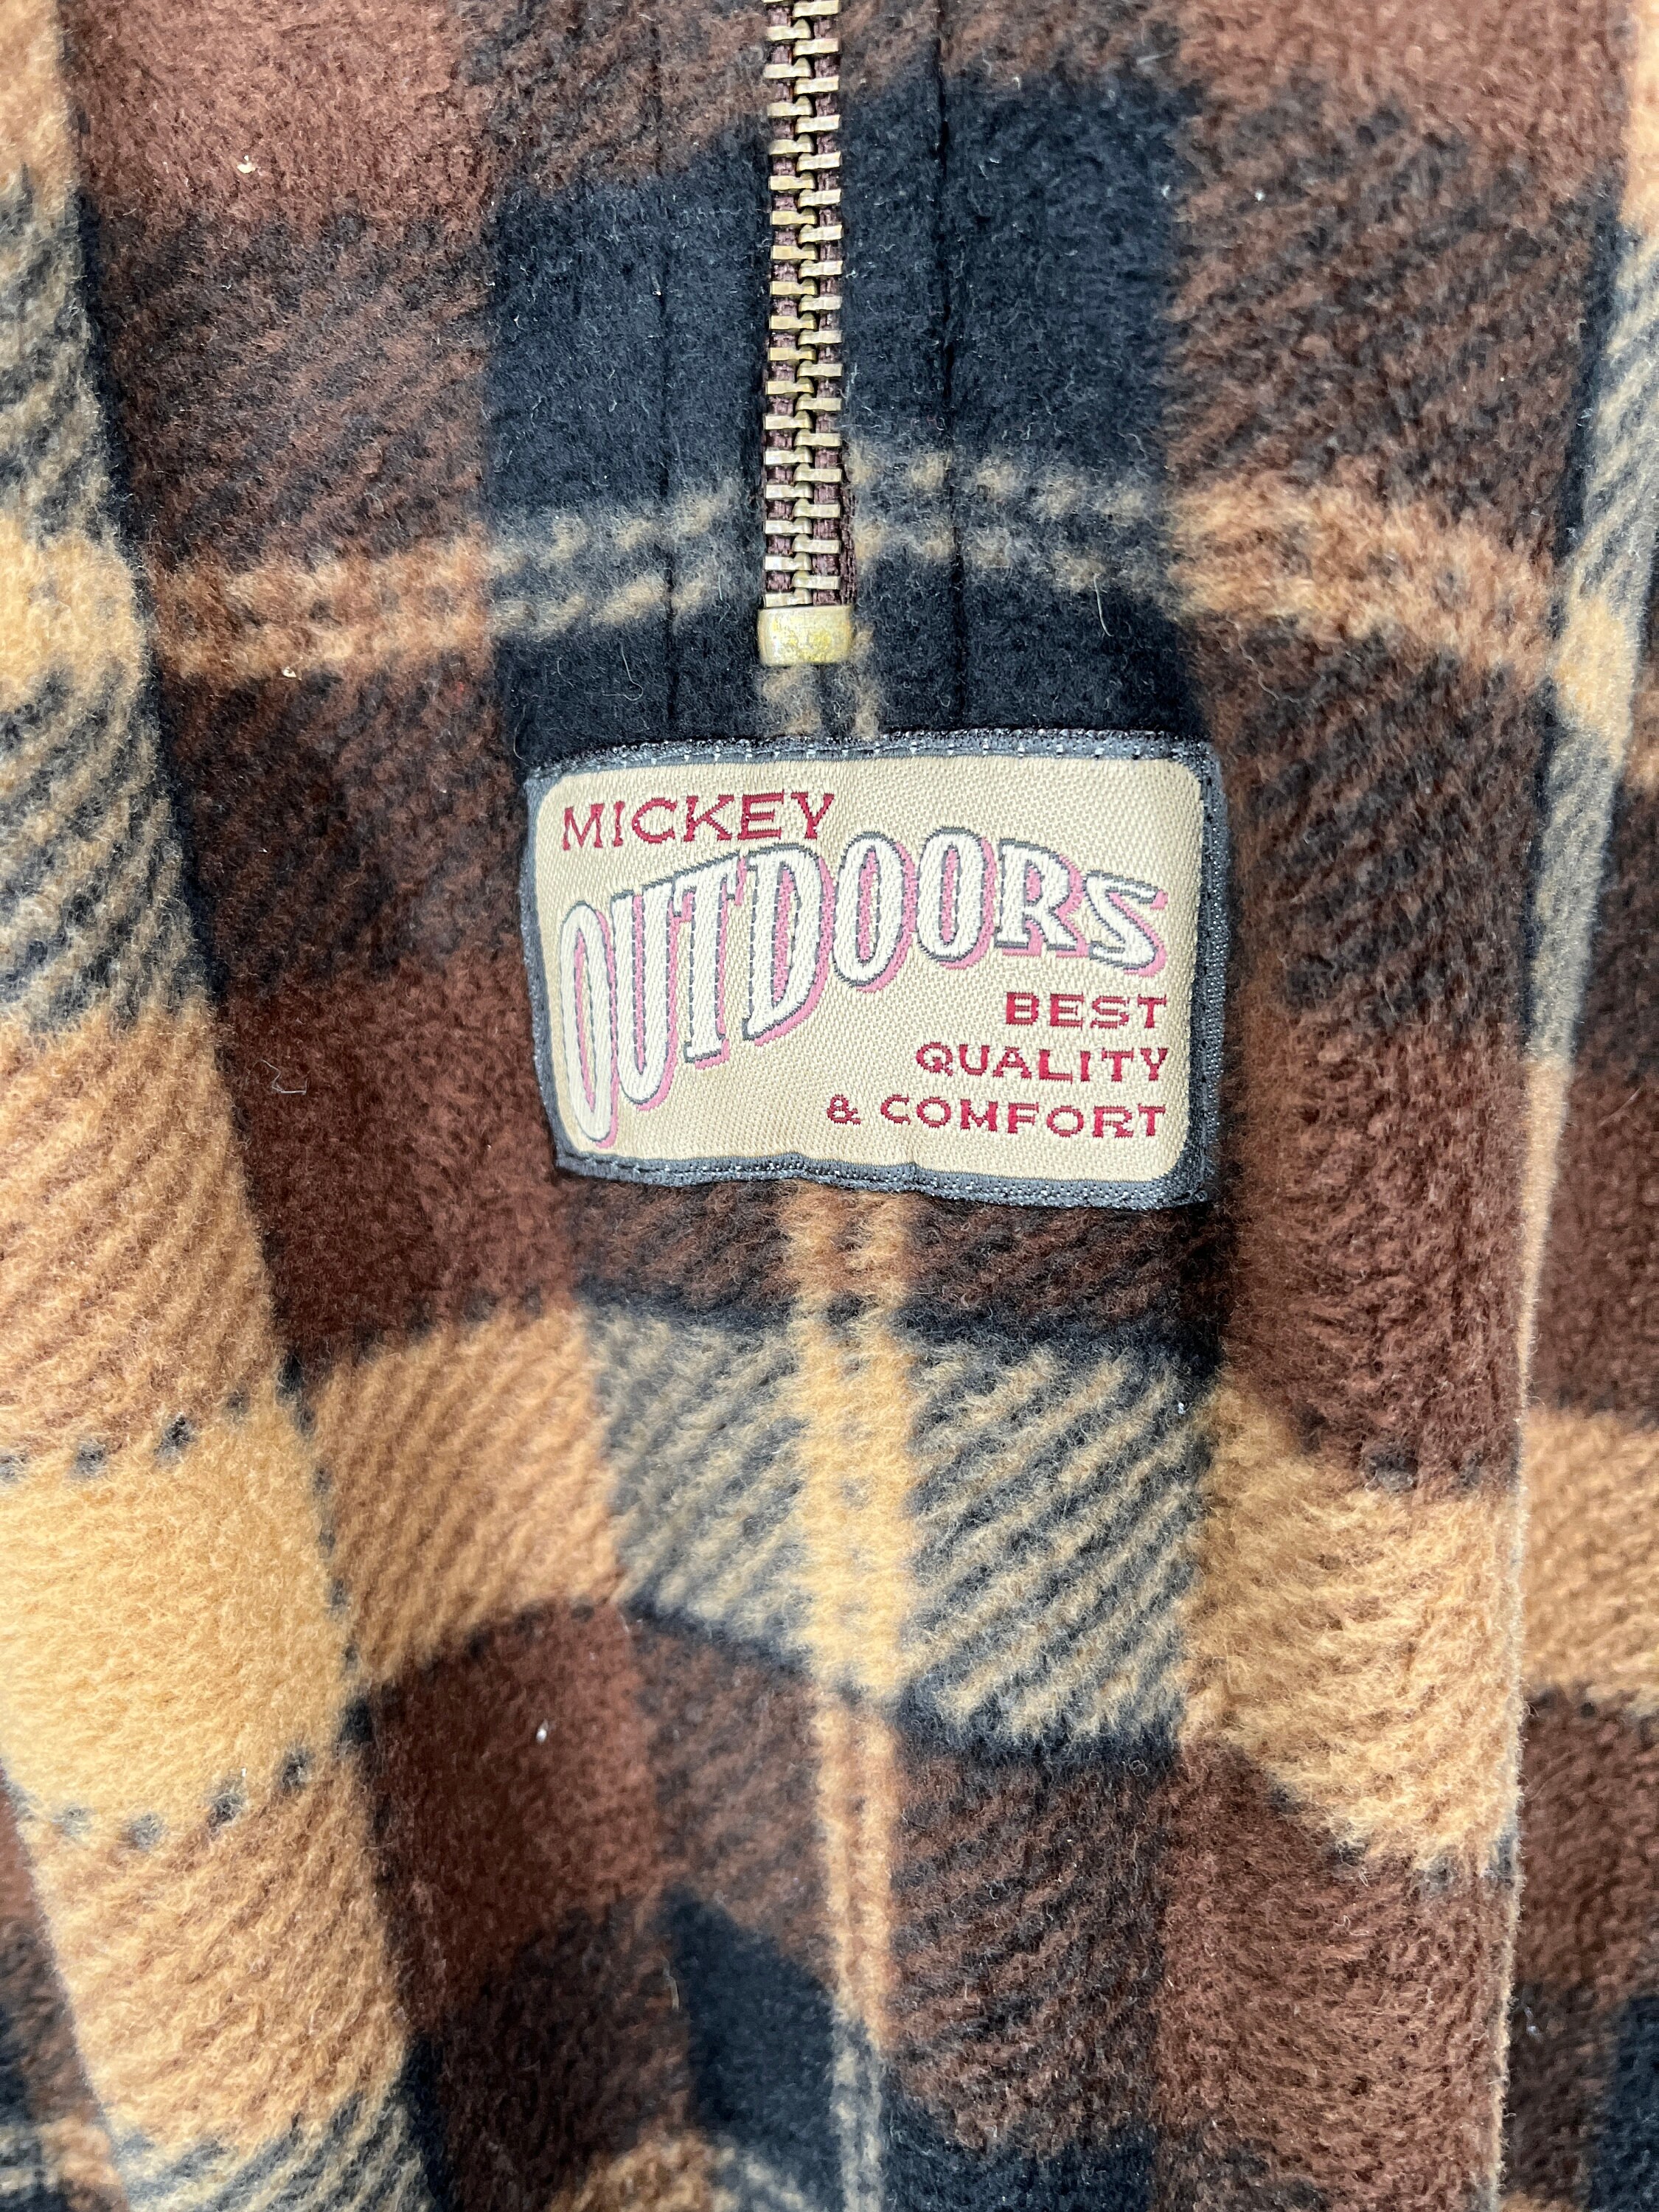 MICKEY
OUTDOORS
BEST
QUALITY
& COMFORT